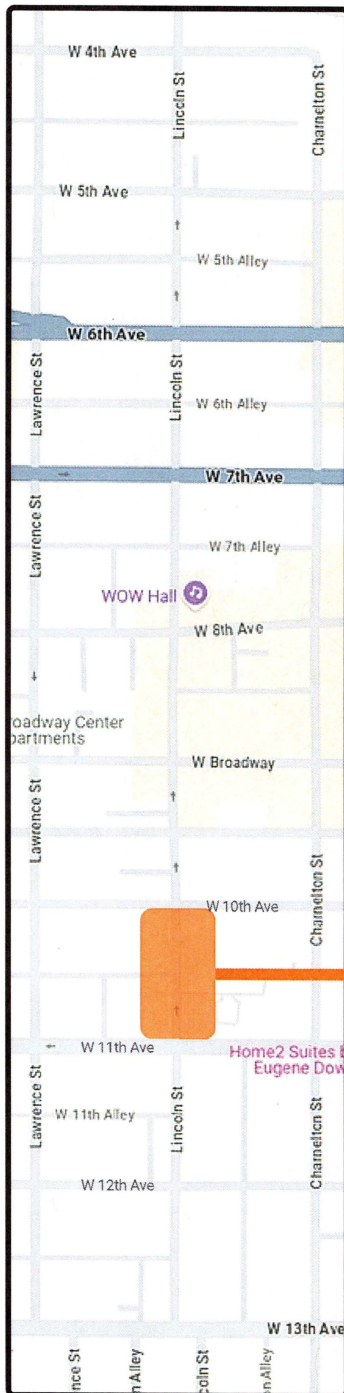 W 4th Ave
Lincoln St
Charnelton St
W 5th Ave
W 5th Alley
W 6th Ave
Lawrence St
Lincoln St
W 6th Alley
W 7th Ave
Lawrence St
W 7th Alley
WOW Hall
W 8th Ave
roadway Center
partments
W Broadway
Lawrence St
Charnelton St
W 10th Ave
W 11th Ave
Home2 Suites b
Eugene Dow
Lawrence St
W 11th Alley
Lincoln St
Charnelton St
W 12th Ave
W 13th Ave
nce St
n Alley
oln St
n Alley